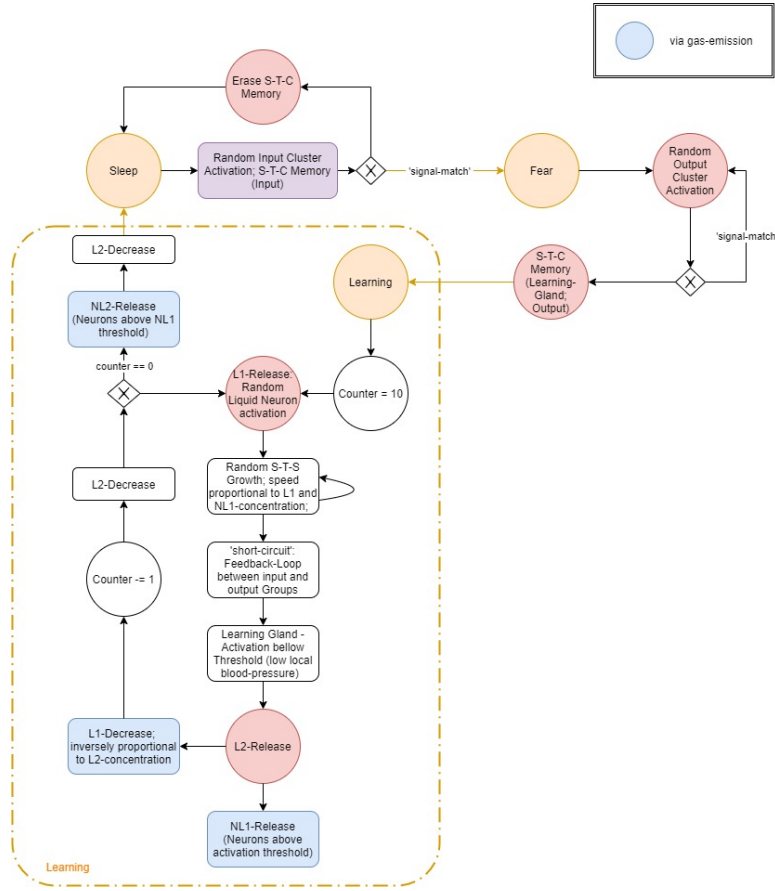 via gas-emission
Erase S-T-C
Memory
Sleep
Random Input Cluster
Activation; S-T-C Memory
(Input)
X
'signal-match'
Fear
Random
Output
Cluster
Activation
'signal-match'
X
S-T-C
Memory
(Learning-
Gland;
Output)
Learning
L2-Decrease
NL2-Release
(Neurons above NL1
threshold)
counter == 0
X
L1-Release:
Random
Liquid Neuron
activation
Counter = 10
L2-Decrease
Random S-T-S
Growth; speed
proportional to L1 and
NL1-concentration;
Counter -= 1
'short-circuit':
Feedback-Loop
between input and
output Groups
Learning Gland -
Activation bellow
Threshold (low local
blood-pressure)
L1-Decrease;
inversely proportional
to L2-concentration
L2-Release
NL1-Release
(Neurons above
activation threshold)
Learning